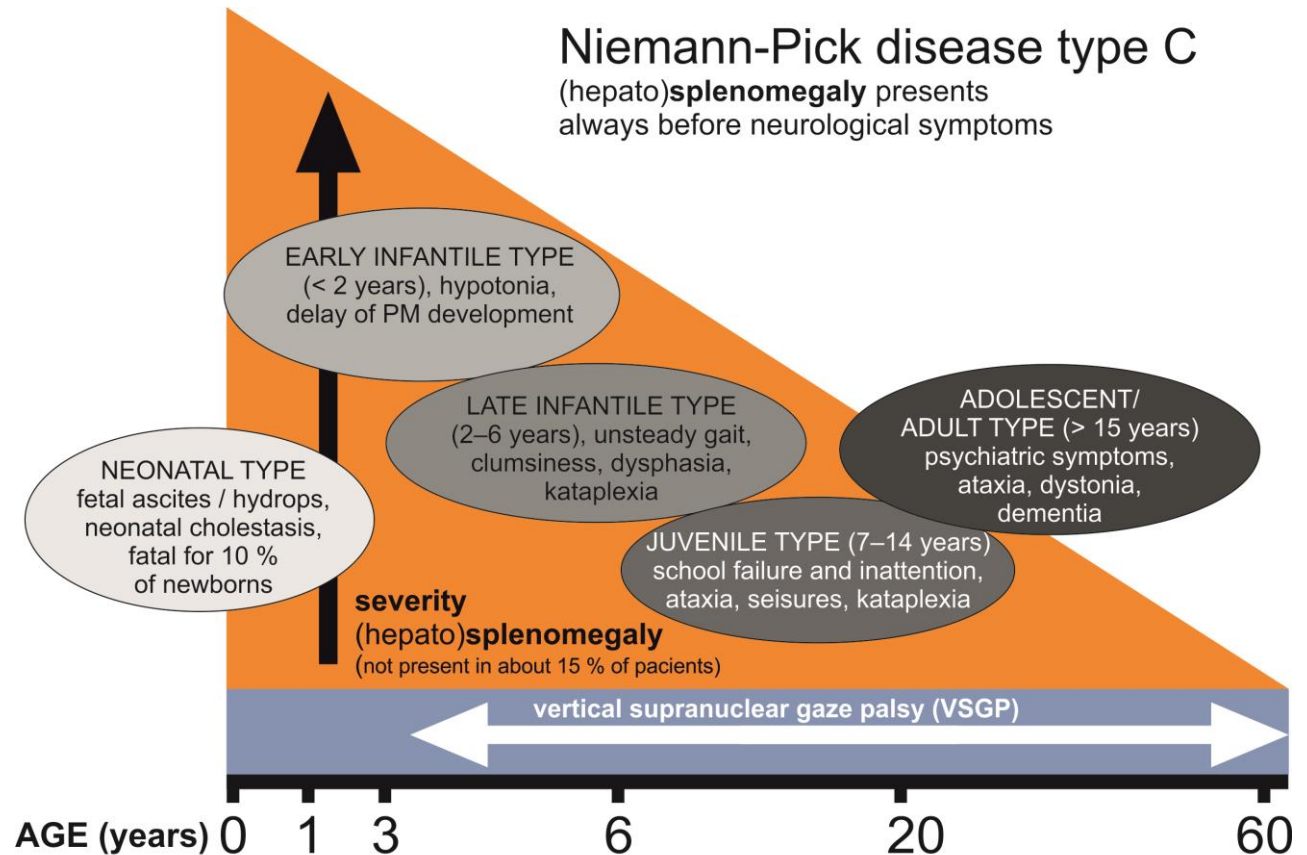 Niemann-Pick disease type C
(hepato)splenomegaly presents
always before neurological symptoms
EARLY INFANTILE TYPE
(< 2 years), hypotonia,
delay of PM development
LATE INFANTILE TYPE
(2–6 years), unsteady gait,
clumsiness, dysphasia,
kataplexia
ADOLESCENT/
ADULT TYPE (> 15 years)
psychiatric symptoms,
ataxia, dystonia,
dementia
NEONATAL TYPE
fetal ascites / hydrops,
neonatal cholestasis,
fatal for 10 %
of newborns
JUVENILE TYPE (7–14 years)
school failure and inattention,
ataxia, seisures, kataplexia
severity
(hepato)splenomegaly
(not present in about 15 % of pacients)
vertical supranuclear gaze palsy (VSGP)
AGE (years) 0 1 3 6 20 60